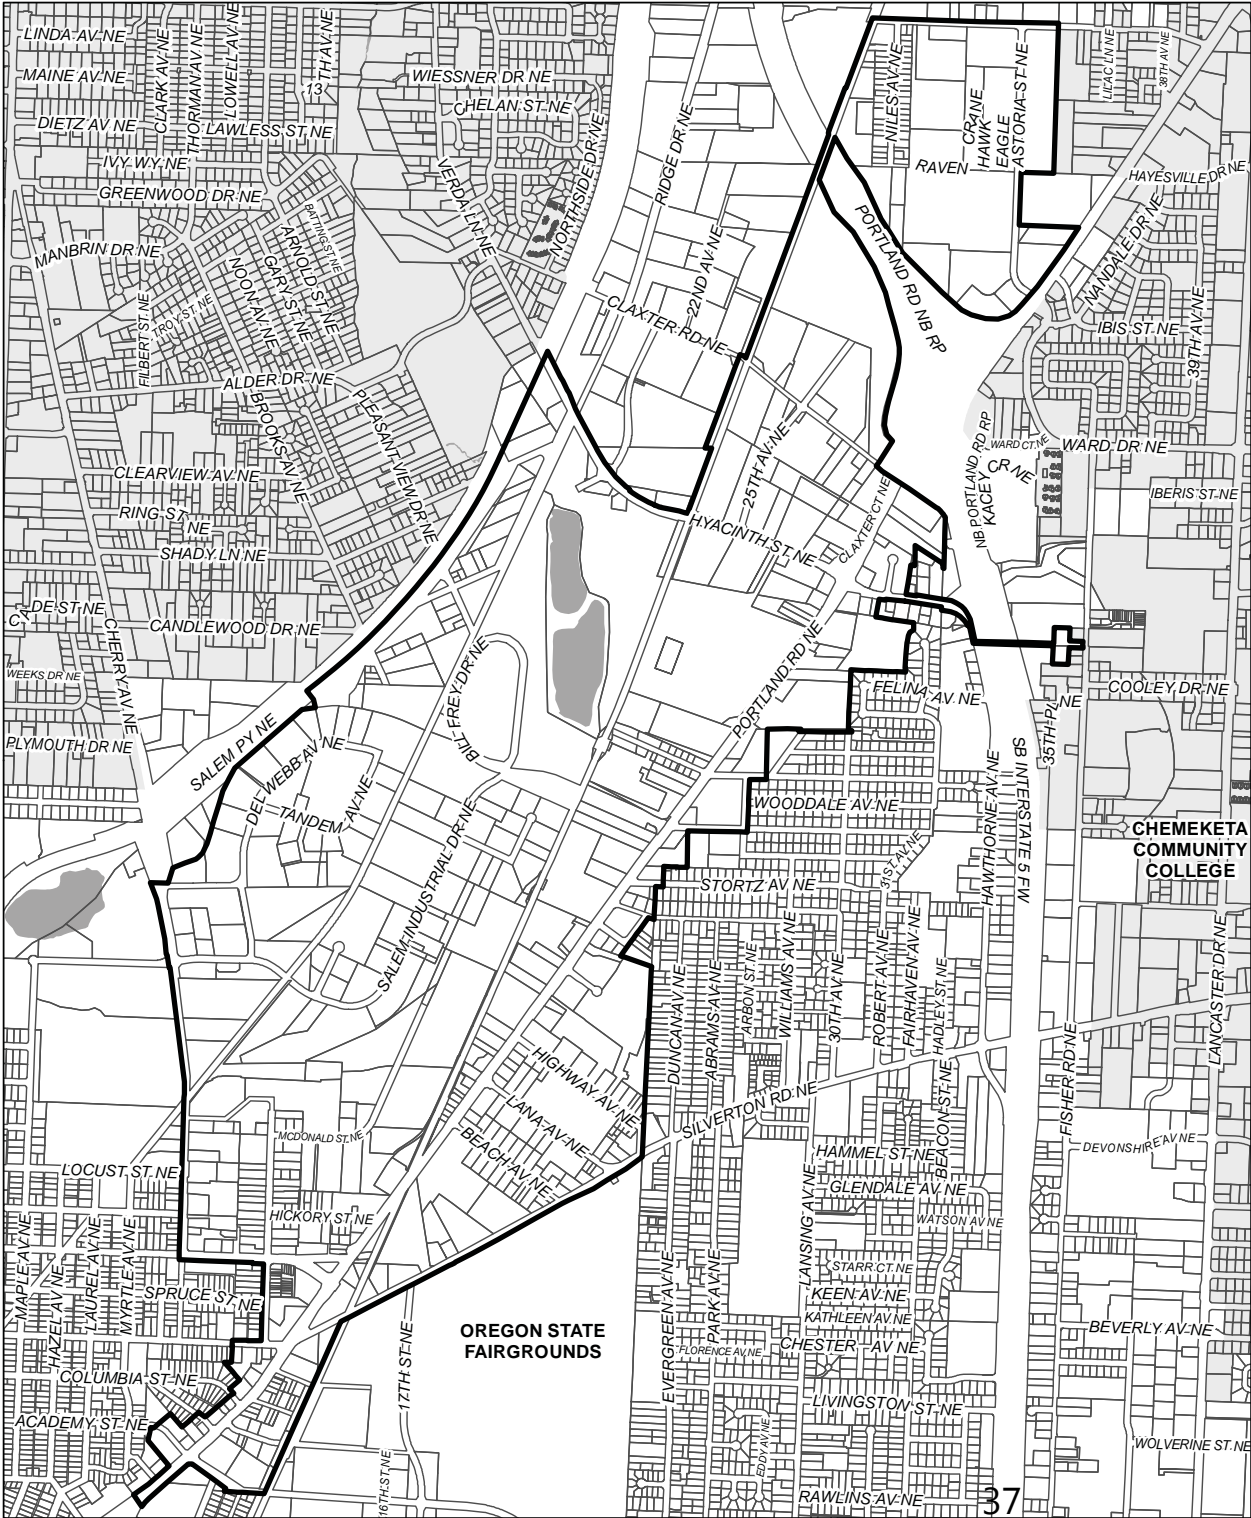 LINDA AV NE
CLARK AV NE
THORMAN AV NE
LOWELL AV NE
13TH AV NE
MAINE AV NE
DIETZ AV NE
LAWLESS ST NE
IVY WY NE
GREENWOOD DR NE
WIESSNER DR NE
CHELAN ST NE
VERDA LN NE
NORTHSIDE DR NE
RIDGE DR NE
22ND AV NE
NILES AV NE
CRANE
HAWK
EAGLE
ASTORIA ST NE
RAVEN
LILAC LN NE
38TH AV NE
HAYESVILLE DR NE
MANBRIN DR NE
BATTING ST NE
ARNOLD ST NE
GARY ST NE
NOON AV NE
TROY ST NE
FILBERT ST NE
CLAXTER RD NE
PORTLAND RD NB RP
NANDALE DR NE
IBIS ST NE
39TH AV NE
ALDER DR NE
BROOKS AV NE
PLEASANT VIEW DR NE
CLEARVIEW AV NE
RING ST NE
SHADY LN NE
25TH AV NE
HYACINTH ST NE
CLAXTER CT NE
NB PORTLAND RD RP
WARD CT NE
KACEY CR NE
WARD DR NE
IBERIS ST NE
CADE ST NE
CHERRY AV NE
CANDLEWOOD DR NE
WEEKS DR NE
PLYMOUTH DR NE
SALEM PY NE
BILL FREY DR NE
PORTLAND RD NE
FELINA AV NE
COOLEY DR NE
35TH PL NE
SB INTERSTATE 5 FW
HAWTHORNE AV NE
DEL WEBB AV NE
TANDEM AV NE
SALEM INDUSTRIAL DR NE
WOODDALE AV NE
31ST AV NE
STORTZ AV NE
CHEMEKETA
COMMUNITY
COLLEGE
DUNCAN AV NE
ABRAMS AV NE
ARBON ST NE
WILLIAMS AV NE
30TH AV NE
ROBERT AV NE
FAIRHAVEN AV NE
HADLEY ST NE
LANCASTER DR NE
FISHER RD NE
HIGHWAY AV NE
LANA AV NE
BEACH AV NE
SILVERTON RD NE
MCDONALD ST NE
LOCUST ST NE
HICKORY ST NE
HAMMEL ST NE
BEACON ST NE
GLENDALE AV NE
DEVONSHIRE AV NE
WATSON AV NE
LANSING AV NE
MAPLE AV NE
HAZEL AV NE
LAUREL AV NE
MYRTLE AV NE
SPRUCE ST NE
STARR CT NE
KEEN AV NE
KATHLEEN AV NE
EVERGREEN AV NE
PARK AV NE
FLORENCE AV NE
CHESTER AV NE
BEVERLY AV NE
OREGON STATE
FAIRGROUNDS
17TH ST NE
COLUMBIA ST NE
ACADEMY ST NE
LIVINGSTON ST NE
EDDY AV NE
WOLVERINE ST NE
16TH ST NE
RAWLINS AV NE
37